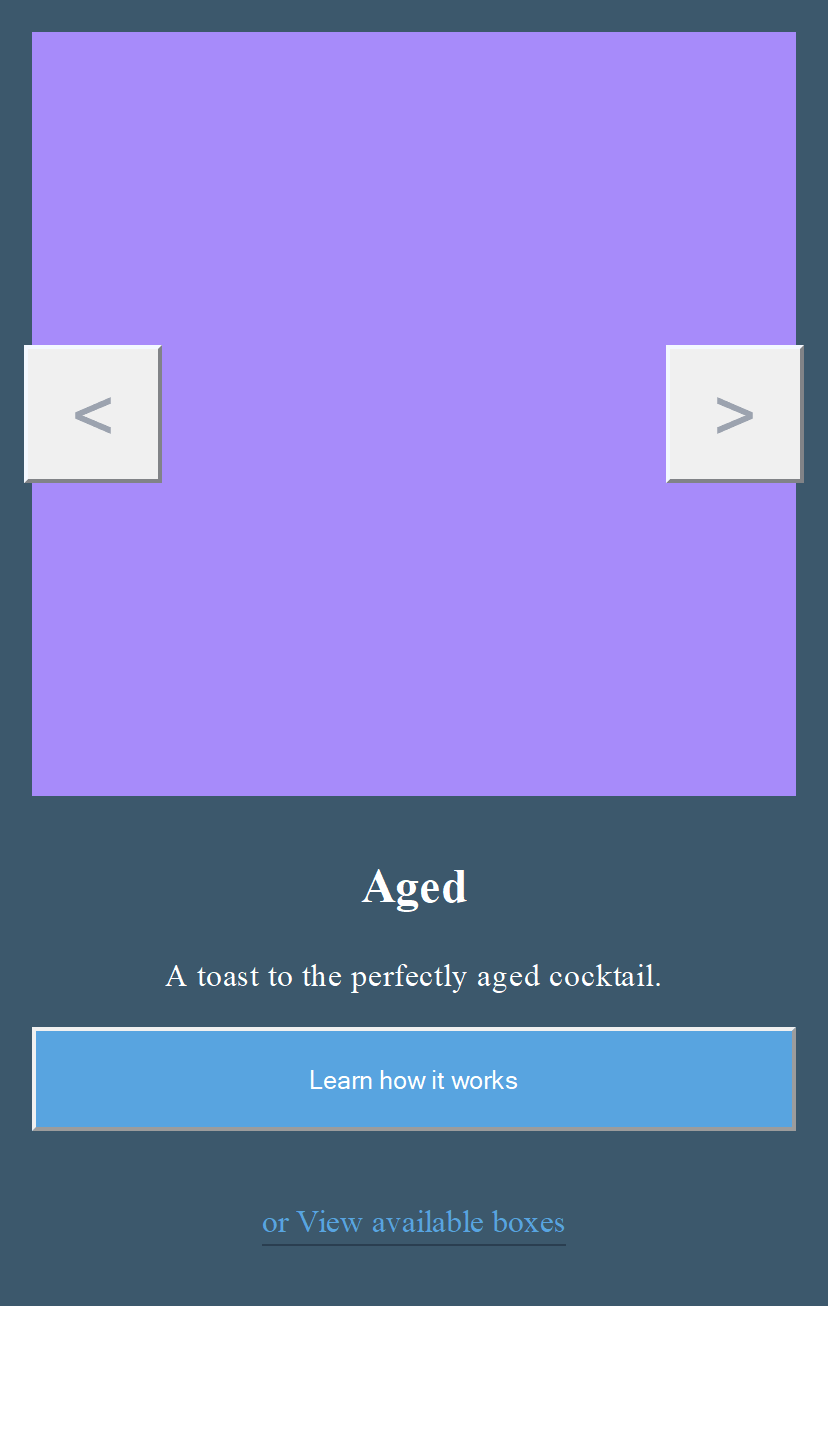 <
>
Aged
A toast to the perfectly aged cocktail.
Learn how it works
or View available boxes